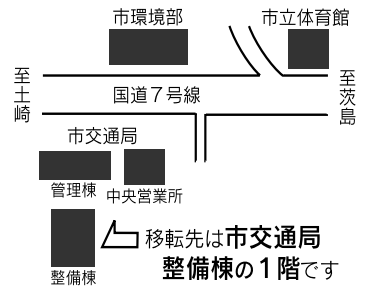 市環境部
市立体育館
至土崎
至茨島
国道７号線
市交通局
管理棟
中央営業所
整備棟
移転先は市交通局
整備棟の１階です